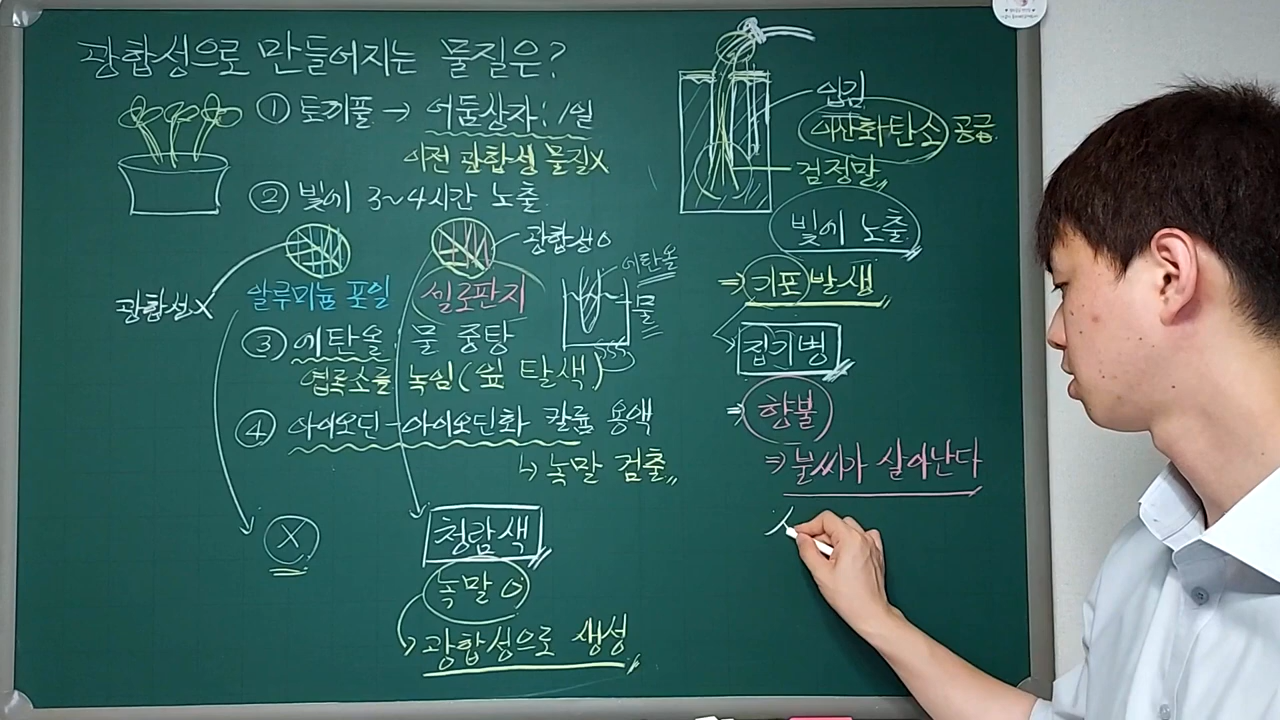 광합성으로 만들어지는 물질은?
① 토끼풀 → 어둠상자: 1일
이전 광합성 물질X
② 빛에 3~4시간 노출
광합성O
광합성X
알루미늄 포일
셀로판지
에탄올
물
③ 에탄올 물 중탕
엽록소를 녹임(잎 탈색)
④ 아이오딘-아이오딘화 칼륨 용액
↳ 녹말 검출
X
청람색
녹말 O
광합성으로 생성
입김
이산화탄소 공급
검정말
빛에 노출
⇒ 기포 발생
집기병
⇒ 향불
⇒ 불씨가 살아난다